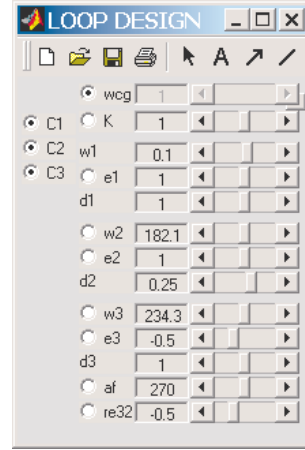 LOOP DESIGN
A
wcg 1
C1 K 1
C2 w1 0.1
C3 e1 1
d1 1
w2 182.1
e2 1
d2 0.25
w3 234.3
e3 -0.5
d3 1
af 270
re32 -0.5